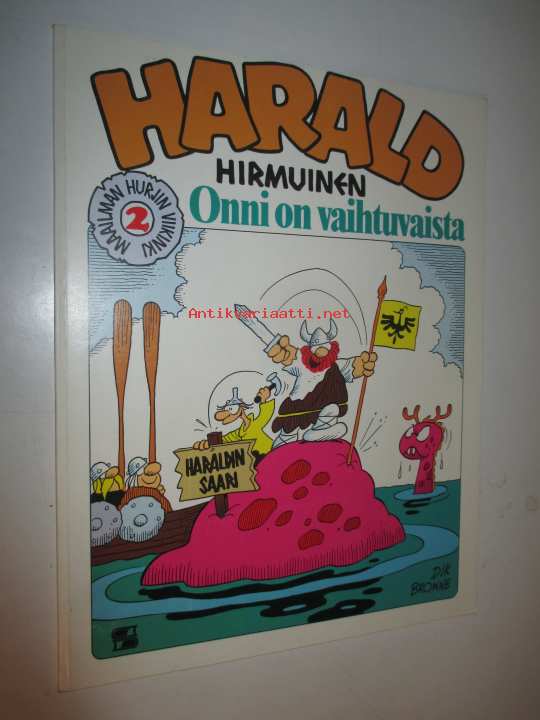 HARALD
HIRMUINEN
Onni on vaihtuvaista
MAAILMAN HURJIN VIIKINKI
2
Antikvariaatti.net
HARALDIN
SAARI
DIK
BROWNE